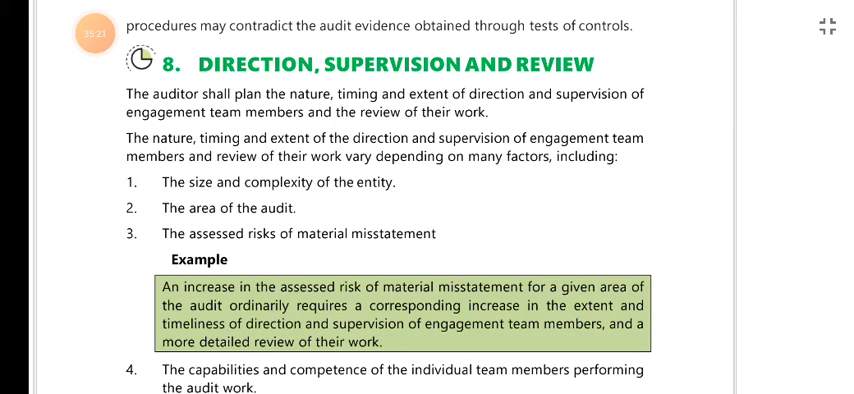 procedures may contradict the audit evidence obtained through tests of controls.
35:21
8. DIRECTION, SUPERVISION AND REVIEW
The auditor shall plan the nature, timing and extent of direction and supervision of
engagement team members and the review of their work.
The nature, timing and extent of the direction and supervision of engagement team
members and review of their work vary depending on many factors, including:
1. The size and complexity of the entity.
2. The area of the audit.
3. The assessed risks of material misstatement
Example
An increase in the assessed risk of material misstatement for a given area of
the audit ordinarily requires a corresponding increase in the extent and
timeliness of direction and supervision of engagement team members, and a
more detailed review of their work.
4. The capabilities and competence of the individual team members performing
the audit work.